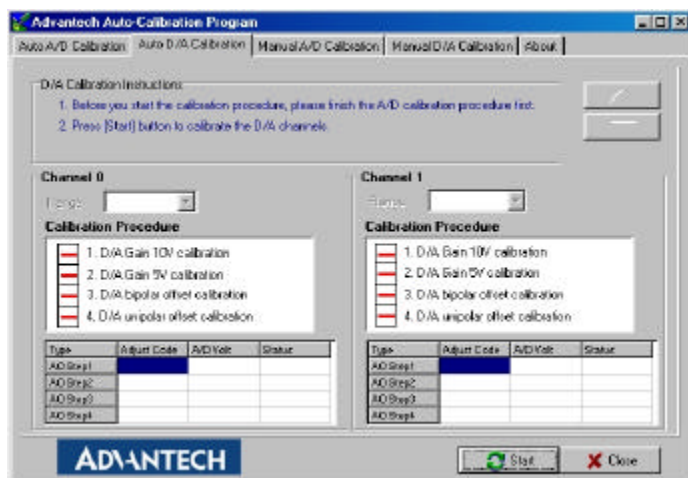 Advantech Auto-Calibration Program
Auto A/D Calibration
Auto D/A Calibration
Manual A/D Calibration
Manual D/A Calibration
About
D/A Calibration Instructions
1. Before you start the calibration procedure, please finish the A/D calibration procedure first.
2. Press [Start] button to calibrate the D/A channels.
Channel 0
Range
Calibration Procedure
1. D/A Gain 10V calibration
2. D/A Gain 5V calibration
3. D/A bipolar offset calibration
4. D/A unipolar offset calibration
Type Adjust Code A/D Volt Status
AO Step1
AO Step2
AO Step3
AO Step4
Channel 1
Range
Calibration Procedure
1. D/A Gain 10V calibration
2. D/A Gain 5V calibration
3. D/A bipolar offset calibration
4. D/A unipolar offset calibration
Type Adjust Code A/D Volt Status
AO Step1
AO Step2
AO Step3
AO Step4
ADVANTECH
Start
Close